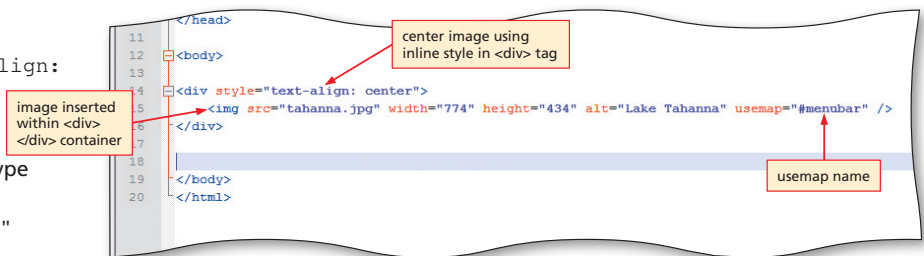 lign:
ype
"
</head>
11
12 <body>
13
14 <div style="text-align: center">
15 <img src="tahanna.jpg" width="774" height="434" alt="Lake Tahanna" usemap="#menubar" />
16 </div>
17
18
19 </body>
20 </html>
center image using
inline style in <div> tag
image inserted
within <div>
</div> container
usemap name